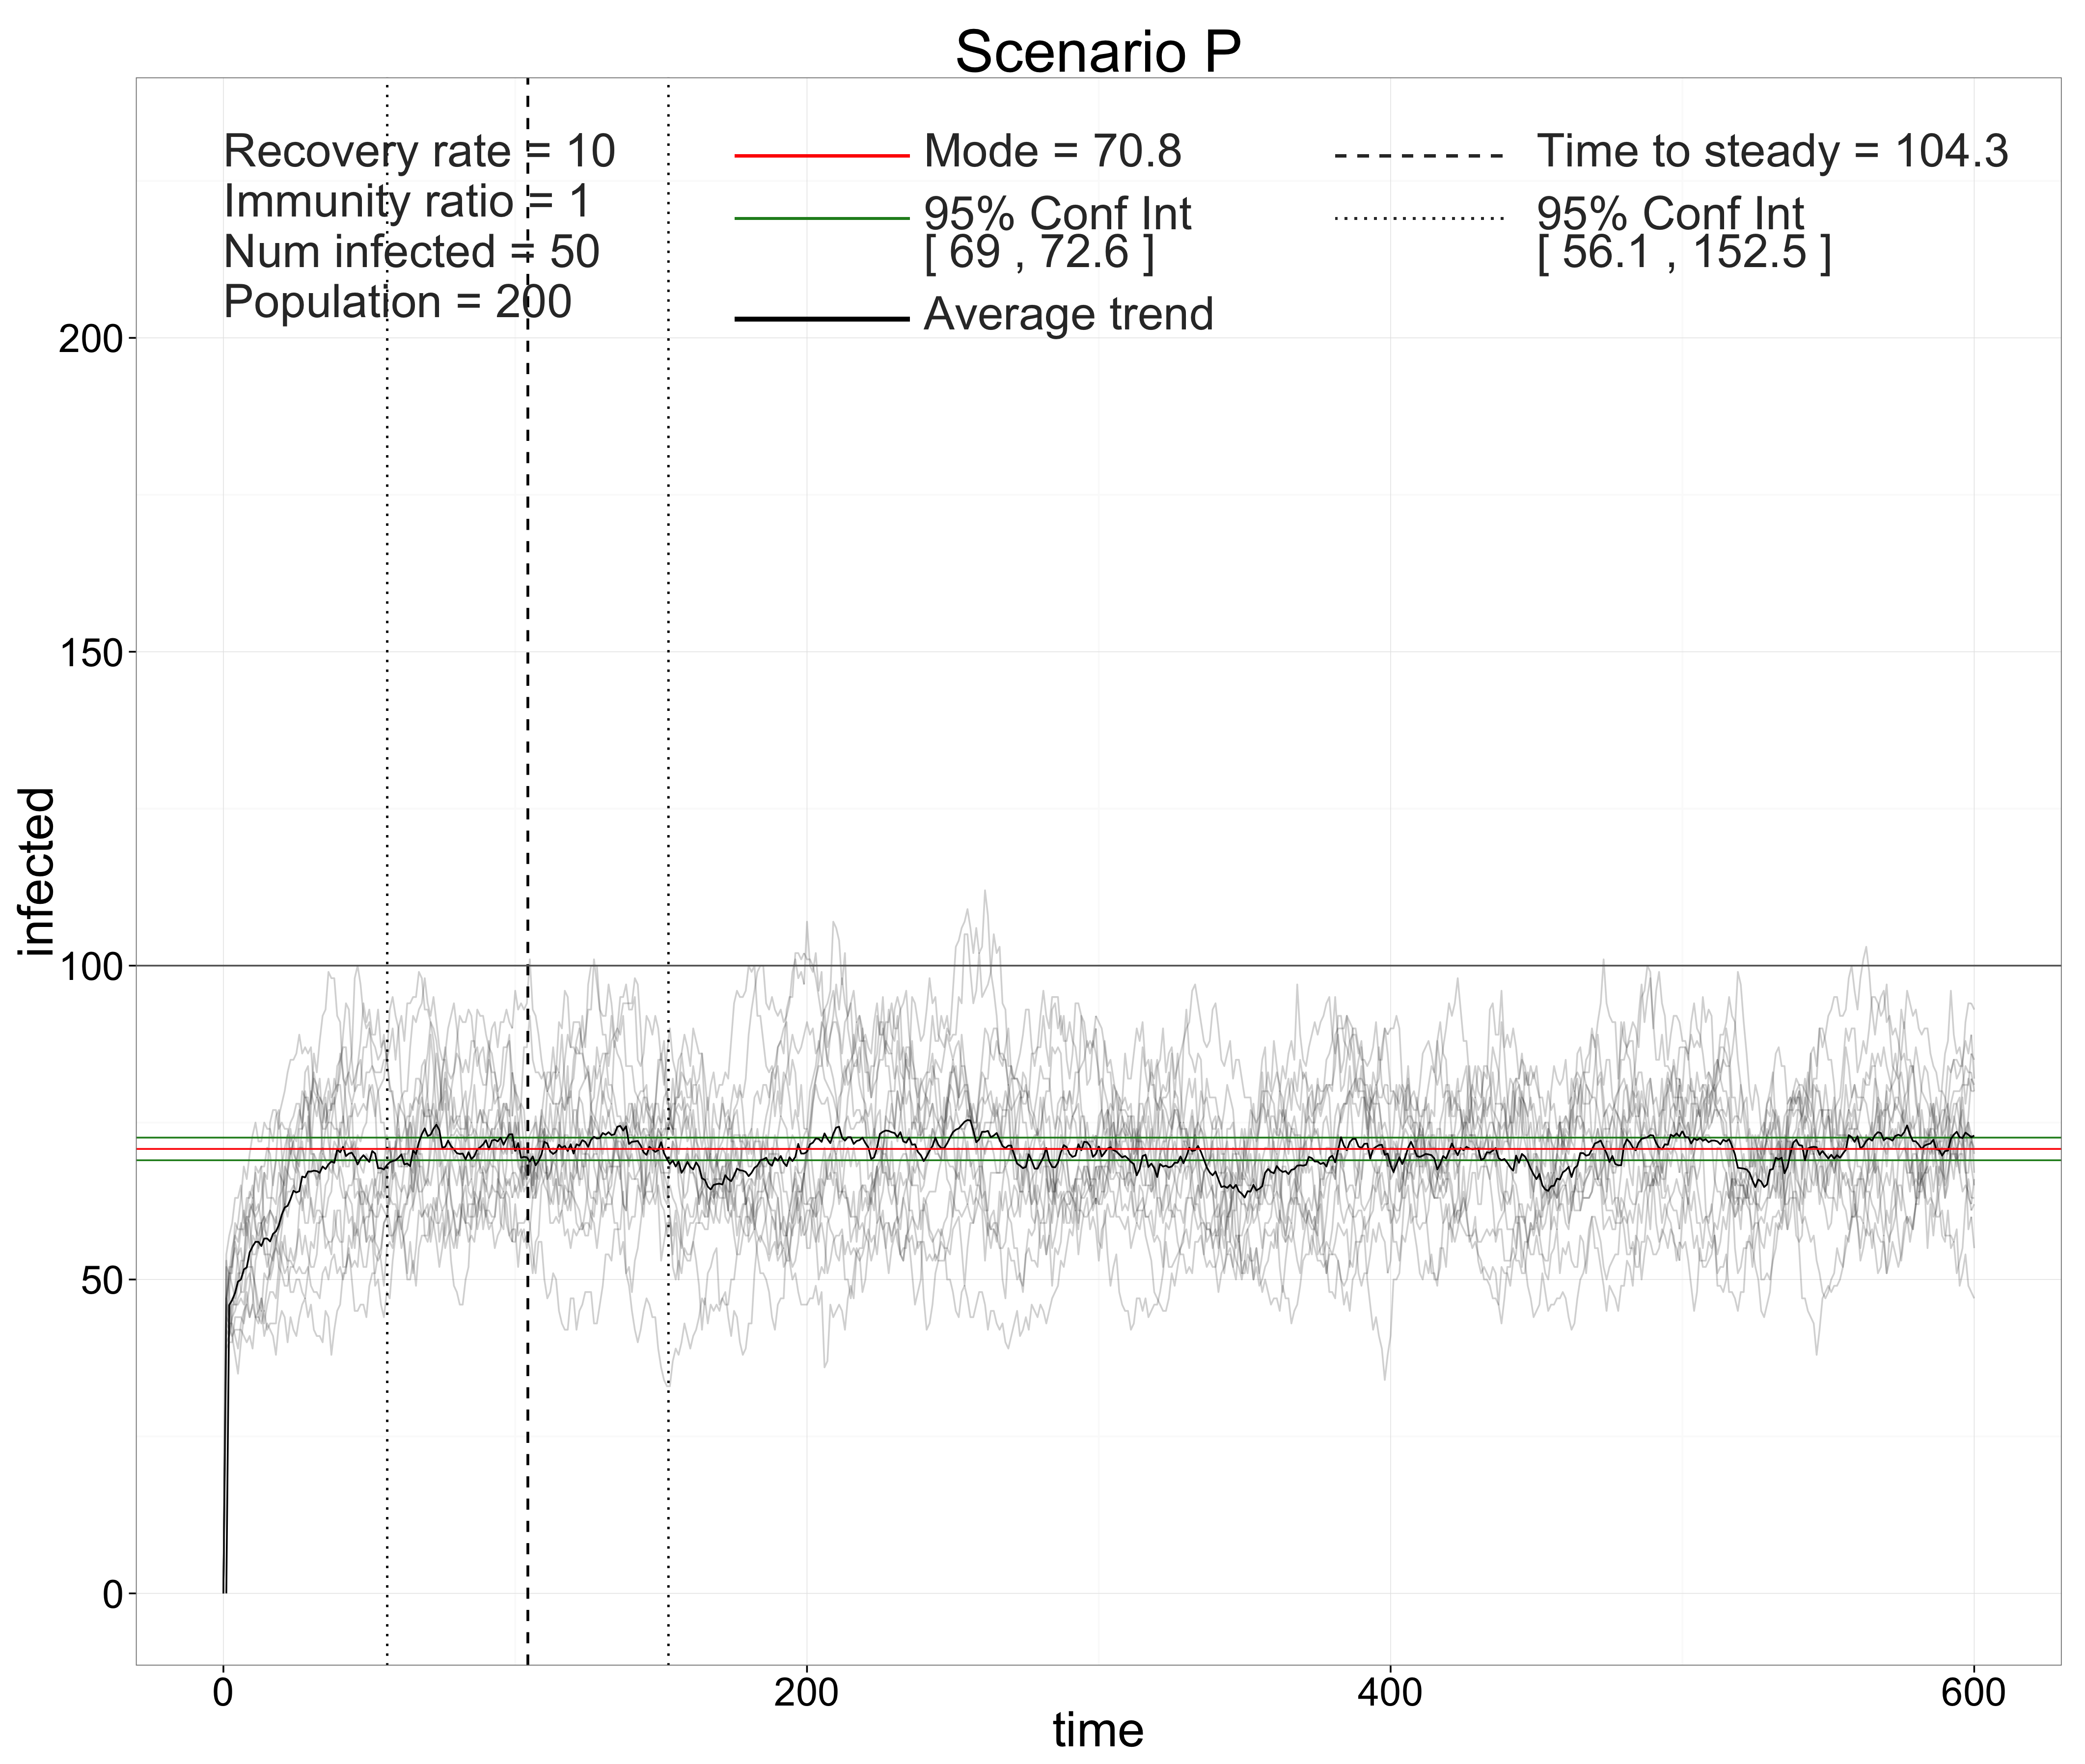 Scenario P
Recovery rate = 10
Immunity ratio = 1
Num infected = 50
Population = 200
Mode = 70.8
95% Conf Int
[ 69 , 72.6 ]
Average trend
Time to steady = 104.3
95% Conf Int
[ 56.1 , 152.5 ]
infected
200
150
100
50
0
0 200 400 600
time